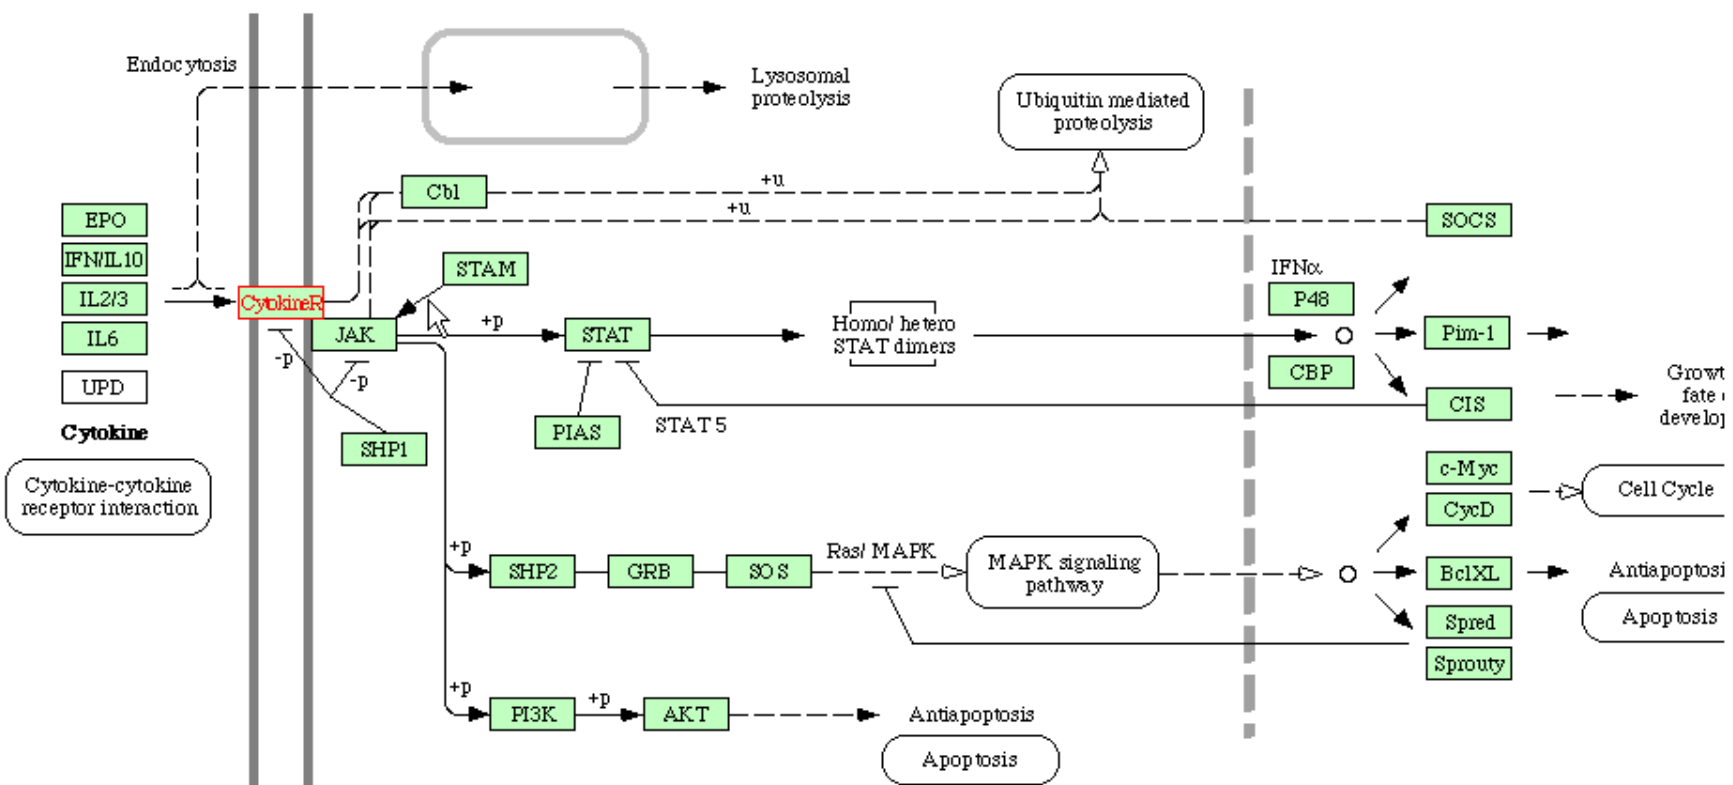 Endocytosis
Lysosomal
proteolysis
Ubiquitin mediated
proteolysis
Cbl
+u
+u
EPO
IFN/IL10
IL2/3
IL6
UPD
Cytokine
Cytokine-cytokine
receptor interaction
CytokineR
STAM
JAK
+p
STAT
Homo/ hetero
STAT dimers
IFNα
P48
CBP
SOCS
Pim-1
CIS
-p
-p
SHP1
PIAS
STAT 5
Growt
fate
develop
c-Myc
CycD
Cell Cycle
+p
SHP2
GRB
SOS
Ras/ MAPK
MAPK signaling
pathway
BclXL
Antiapoptosi
Spred
Apoptosis
Sprouty
+p
PI3K
+p
AKT
Antiapoptosis
Apoptosis